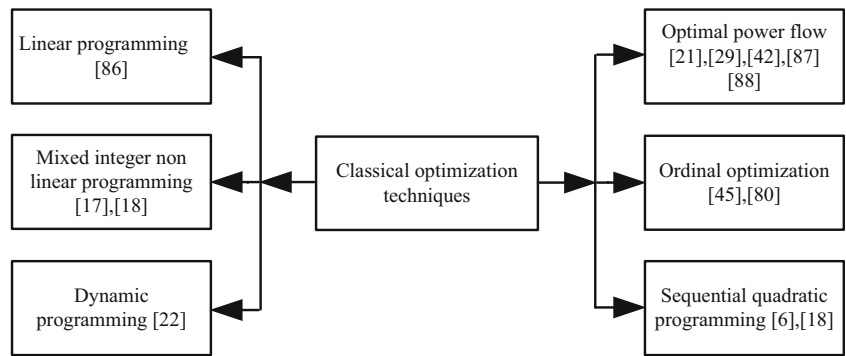 Linear programming
[86]
Mixed integer non
linear programming
[17],[18]
Dynamic
programming [22]
Classical optimization
techniques
Optimal power flow
[21],[29],[42],[87]
[88]
Ordinal optimization
[45],[80]
Sequential quadratic
programming [6],[18]